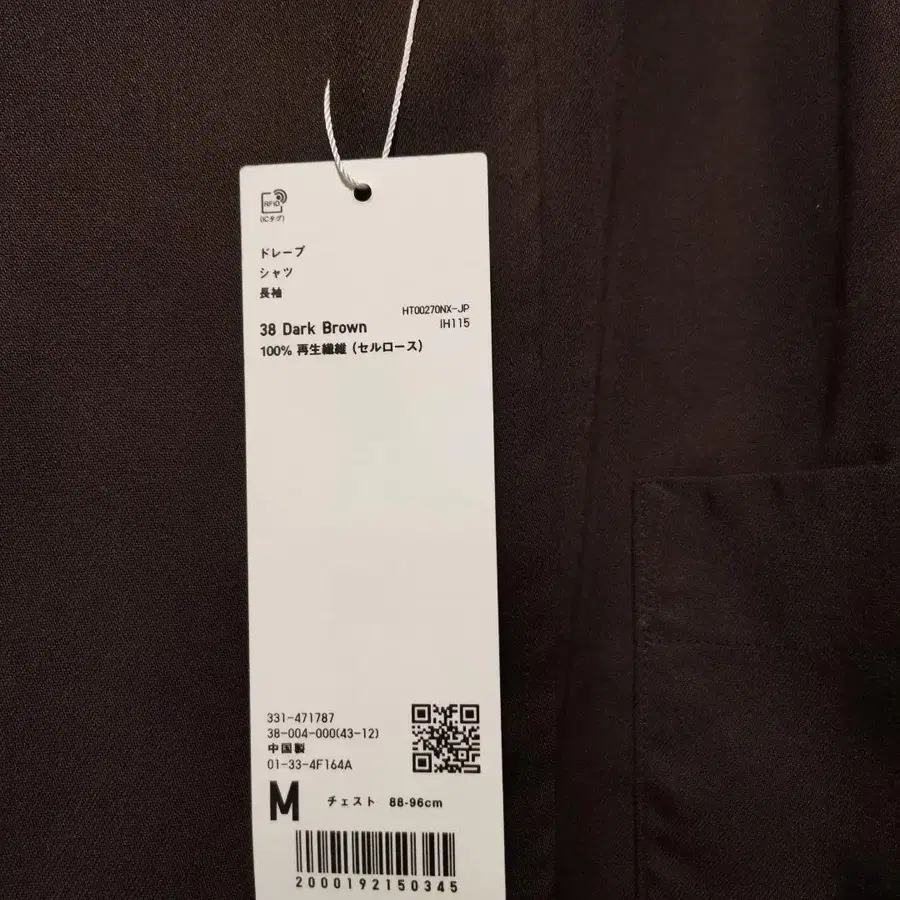 RFiD
(ICタグ)
ドレープ
シャツ
長袖
HT00270NX-JP
38 Dark Brown
IH115
100% 再生繊維 (セルロース)
331-471787
38-004-000(43-12)
中国製
01-33-4F164A
M チェスト 88-96cm
2000192150345